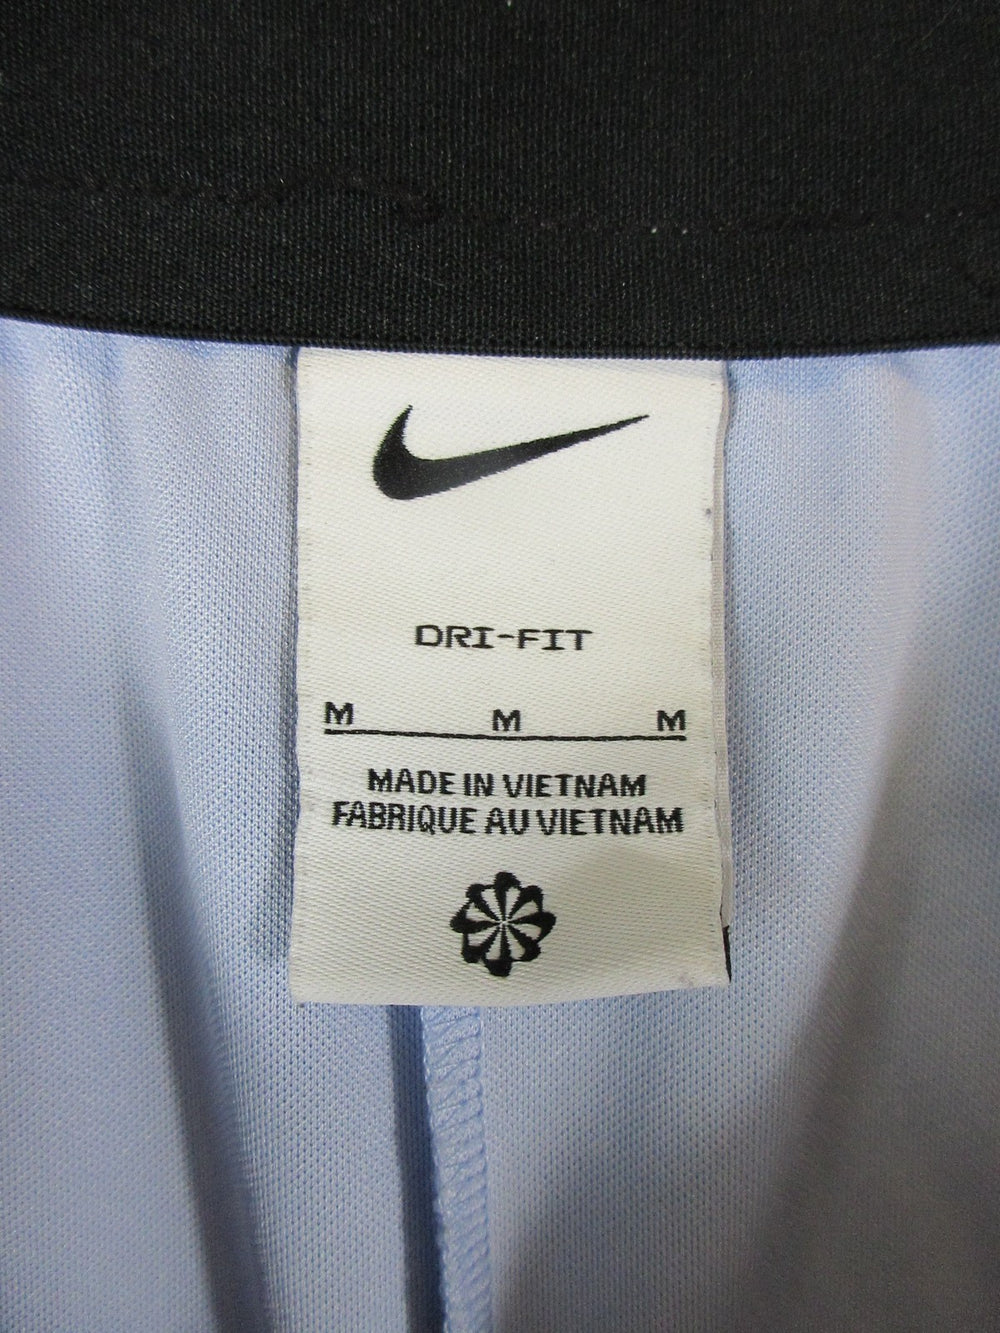 DRI-FIT
M M M
MADE IN VIETNAM
FABRIQUE AU VIETNAM